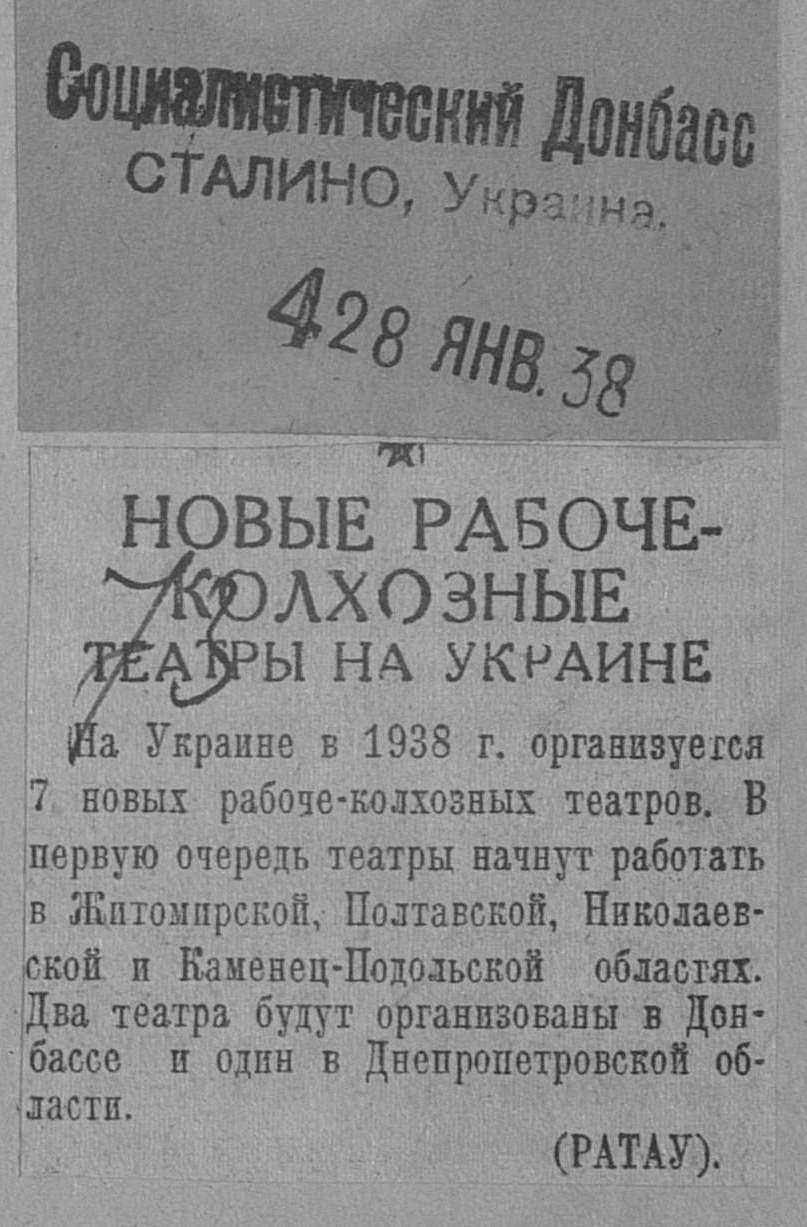 Социалистический Донбасс
СТАЛИНО, Украина.
428 ЯНВ. 38
НОВЫЕ РАБОЧЕ-
КОЛХОЗНЫЕ
ТЕАТРЫ НА УКРАИНЕ
На Украине в 1938 г. организуется
7 новых рабоче-колхозных театров. В
первую очередь театры начнут работать
в Житомирской, Полтавской, Николаев-
ской и Каменец-Подольской областях.
Два театра будут организованы в Дон-
бассе и один в Днепропетровской об-
ласти.
(РАТАУ).